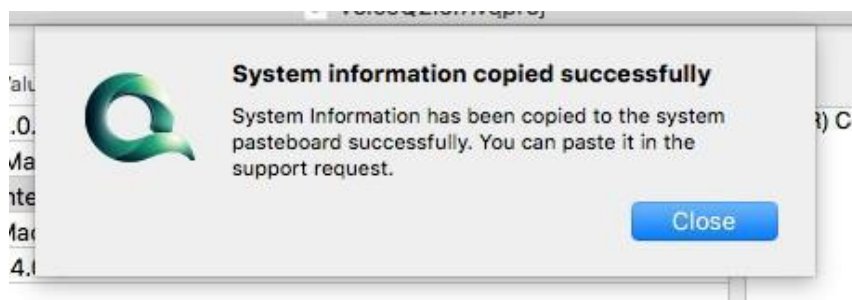 System information copied successfully
System Information has been copied to the system
pasteboard successfully. You can paste it in the
support request.
Close